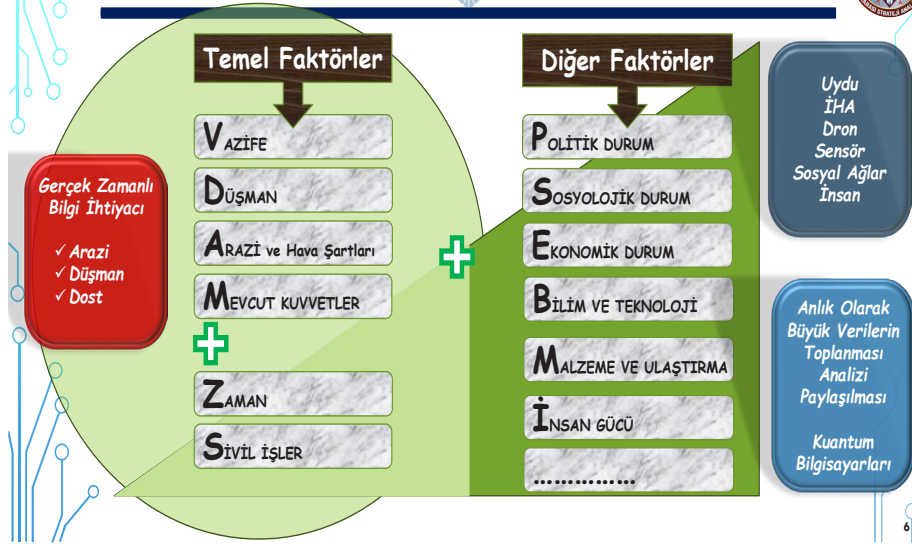 Temel Faktörler
VAZİFE
DÜŞMAN
ARAZİ ve Hava Şartları
MEVCUT KUVVETLER
ZAMAN
SİVİL İŞLER
Gerçek Zamanlı
Bilgi İhtiyacı
✓ Arazi
✓ Düşman
✓ Dost
Diğer Faktörler
POLİTİK DURUM
SOSYOLOJİK DURUM
EKONOMİK DURUM
BİLİM VE TEKNOLOJİ
MALZEME VE ULAŞTIRMA
İNSAN GÜCÜ
……………
Uydu
İHA
Dron
Sensör
Sosyal Ağlar
İnsan
Anlık Olarak
Büyük Verilerin
Toplanması
Analizi
Paylaşılması
Kuantum
Bilgisayarları
6